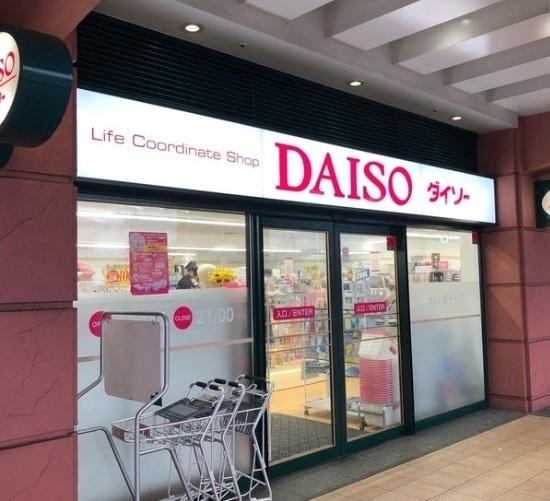 Life Coordinate Shop
DAISO ダイソー
CLOSE 21:00
入口/ENTER
入口/ENTER